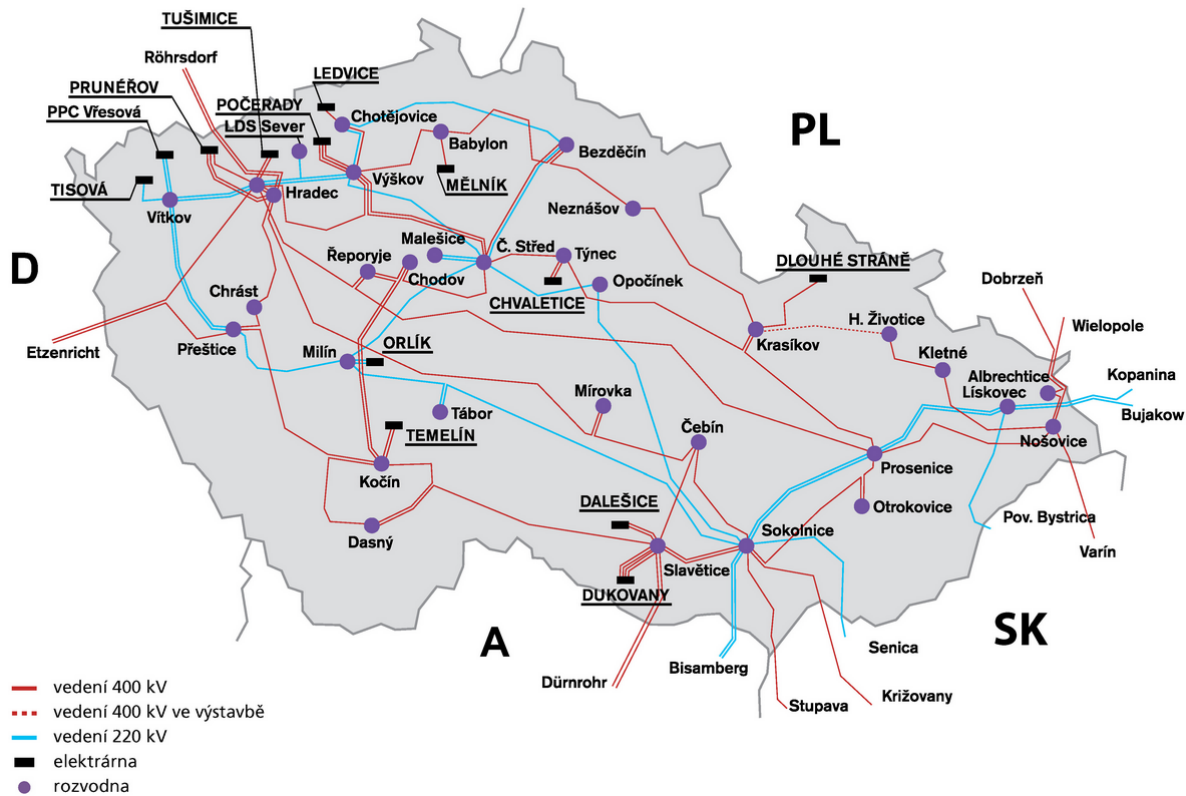 TUŠIMICE
Röhrsdorf
PRUNÉŘOV
LEDVICE
PPC Vřesová
POČERADY
LDS Sever
Chotějovice
PL
Babylon
Bezděčín
TISOVÁ
Vítkov
Hradec
Výškov
MĚLNÍK
Neznášov
D
Řeporyje
Malešice
Chodov
Č. Střed
Týnec
Opočínek
CHVALETICE
DLOUHÉ STRÁNĚ
Dobrzeň
Chrást
Přeštice
Etzenricht
Milín
ORLÍK
Krasíkov
H. Životice
Wielopole
Kletné
Albrechtice
Lískovec
Kopanina
Bujakow
Mírovka
Tábor
TEMELÍN
Čebín
Nošovice
Kočín
Prosenice
Otrokovice
DALEŠICE
Dasný
Sokolnice
Pov. Bystrica
Varín
Slavětice
DUKOVANY
A
SK
Senica
Bisamberg
Dürnrohr
Stupava
Križovany
vedení 400 kV
vedení 400 kV ve výstavbě
vedení 220 kV
elektrárna
rozvodna